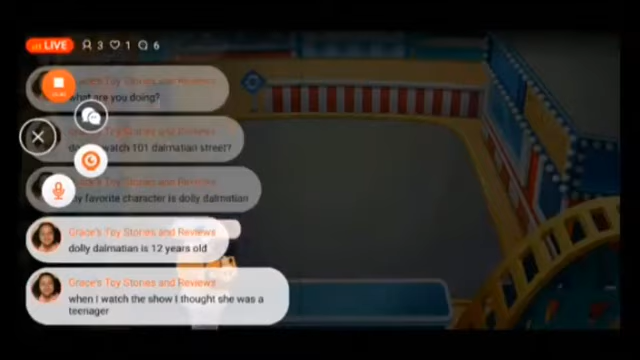 LIVE 3 1 6
Grace's Toy Stories and Reviews
what are you doing?
Grace's Toy Stories and Reviews
watch 101 dalmatian street?
Grace's Toy Stories and Reviews
my favorite character is dolly dalmatian
Grace's Toy Stories and Reviews
dolly dalmatian is 12 years old
Grace's Toy Stories and Reviews
when I watch the show I thought she was a
teenager